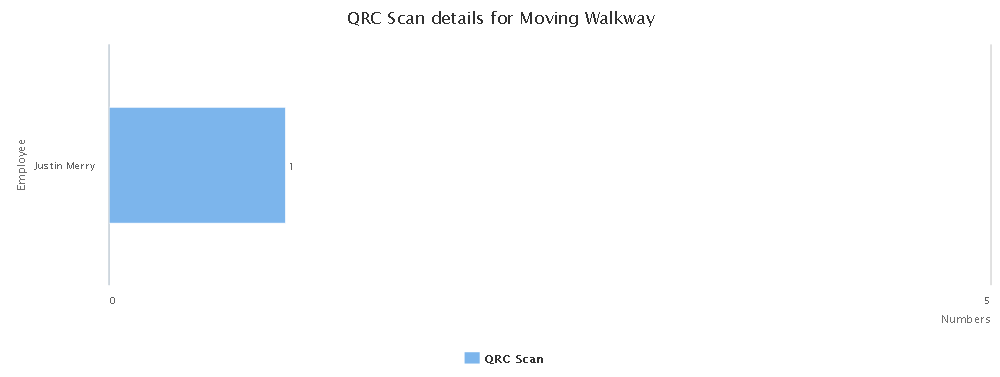 QRC Scan details for Moving Walkway
Employee
Justin Merry
1
0
5
Numbers
QRC Scan